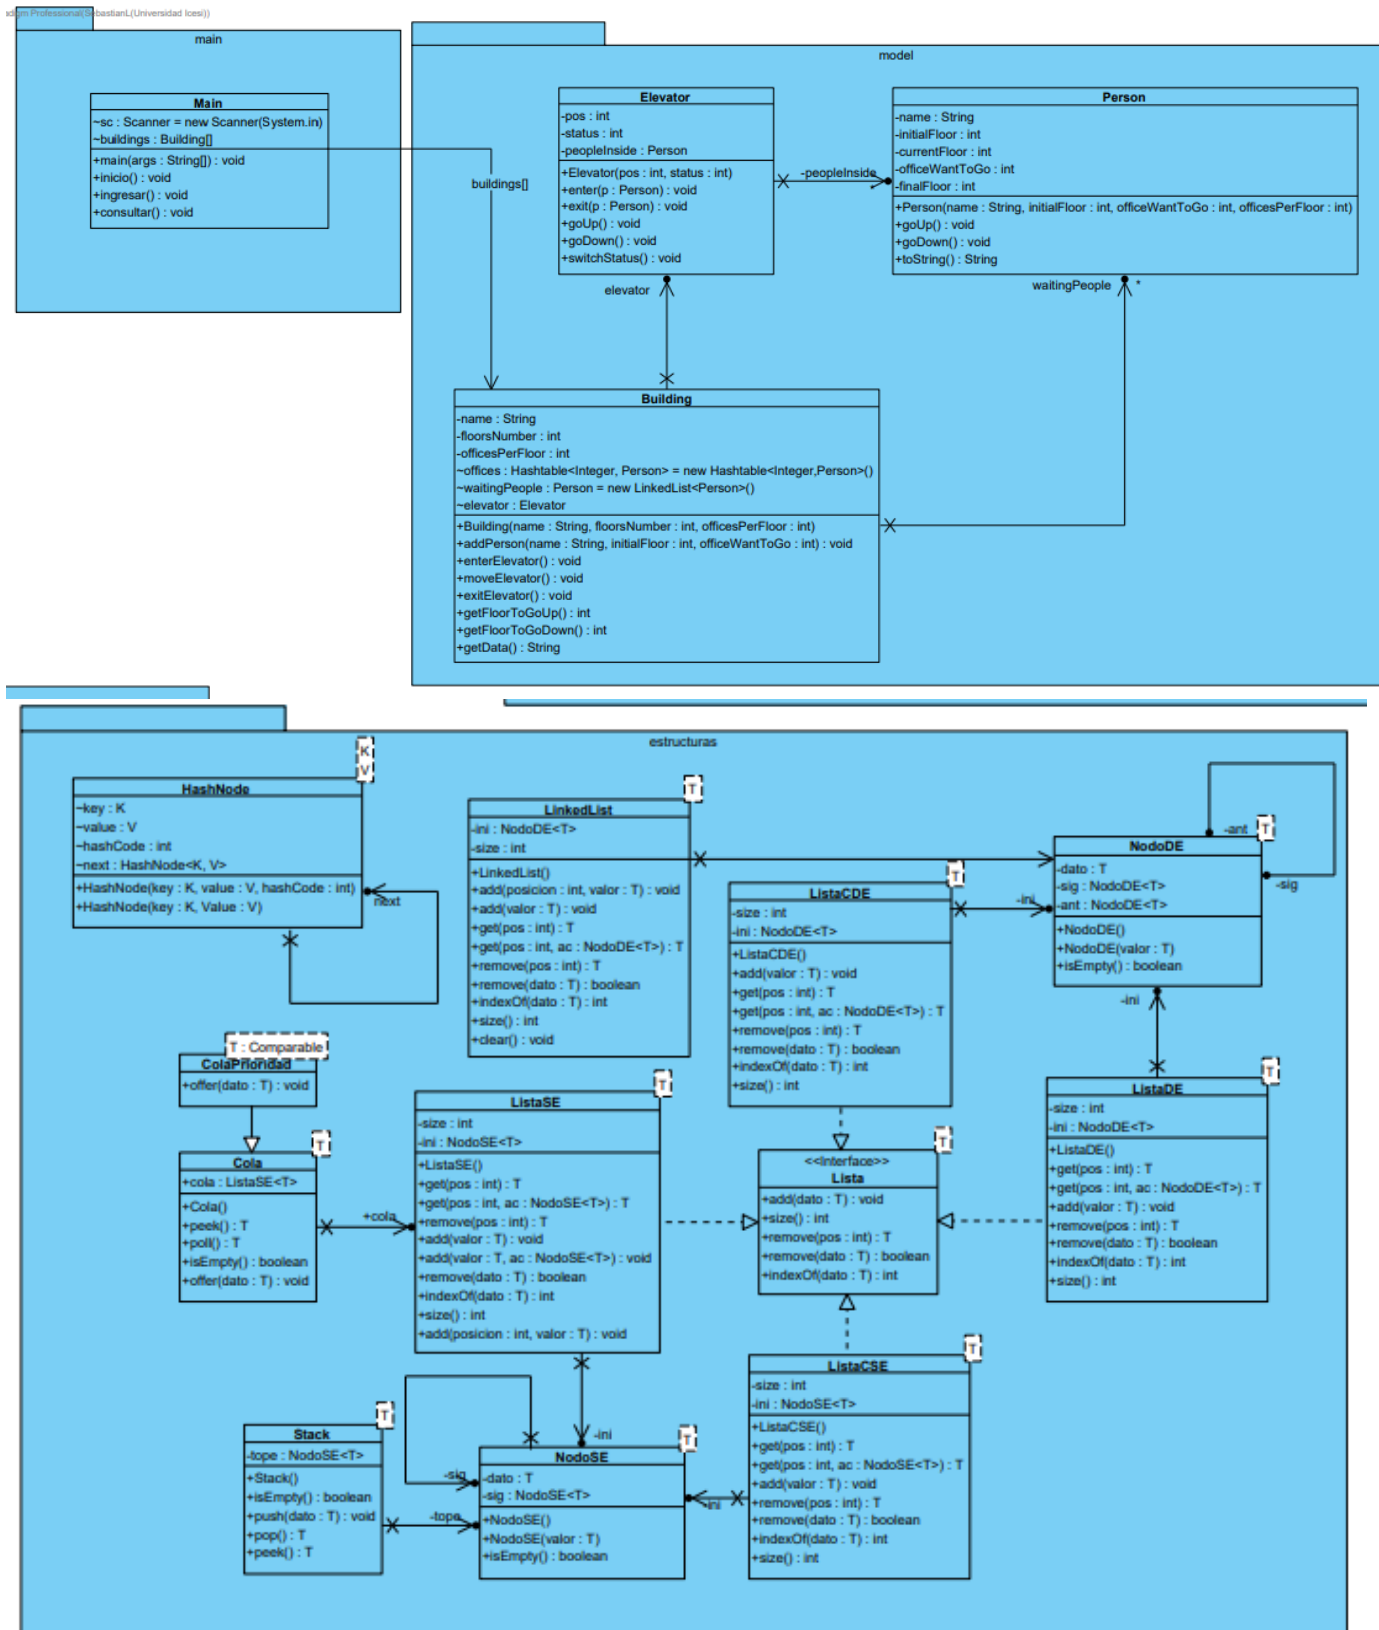 Professional(SebastianL(Universidad Icesi))
main
Main
~sc : Scanner = new Scanner(System.in)
~buildings : Building[]
+main(args : String[]) : void
+inicio() : void
+ingresar() : void
+consultar() : void
model
buildings[]
Elevator
-pos : int
-status : int
-peopleInside : Person
+Elevator(pos : int, status : int)
+enter(p : Person) : void
+exit(p : Person) : void
+goUp() : void
+goDown() : void
+switchStatus() : void
-peopleInside
Person
-name : String
-initialFloor : int
-currentFloor : int
-officeWantToGo : int
-finalFloor : int
+Person(name : String, initialFloor : int, officeWantToGo : int, officesPerFloor : int)
+goUp() : void
+goDown() : void
+toString() : String
elevator
waitingPeople
*
Building
-name : String
-floorsNumber : int
-officesPerFloor : int
~offices : Hashtable<Integer, Person> = new Hashtable<Integer,Person>()
~waitingPeople : Person = new LinkedList<Person>()
~elevator : Elevator
+Building(name : String, floorsNumber : int, officesPerFloor : int)
+addPerson(name : String, initialFloor : int, officeWantToGo : int) : void
+enterElevator() : void
+moveElevator() : void
+exitElevator() : void
+getFloorToGoUp() : int
+getFloorToGoDown() : int
+getData() : String
estructuras
K
V
HashNode
~key : K
~value : V
~hashCode : int
~next : HashNode<K, V>
+HashNode(key : K, value : V, hashCode : int)
+HashNode(key : K, Value : V)
next
T
LinkedList
-ini : NodoDE<T>
-size : int
+LinkedList()
+add(posicion : int, valor : T) : void
+add(valor : T) : void
+get(pos : int) : T
+get(pos : int, ac : NodoDE<T>) : T
+remove(pos : int) : T
+remove(dato : T) : boolean
+indexOf(dato : T) : int
+size() : int
+clear() : void
T
ListaCDE
-size : int
-ini : NodoDE<T>
+ListaCDE()
+add(valor : T) : void
+get(pos : int) : T
+get(pos : int, ac : NodoDE<T>) : T
+remove(pos : int) : T
+remove(dato : T) : boolean
+indexOf(dato : T) : int
+size() : int
-ini
-ant
T
NodoDE
-dato : T
-sig : NodoDE<T>
-ant : NodoDE<T>
+NodoDE()
+NodoDE(valor : T)
+isEmpty() : boolean
-sig
-ini
T : Comparable
ColaPrioridad
+offer(dato : T) : void
T
Cola
+cola : ListaSE<T>
+Cola()
+peek() : T
+poll() : T
+isEmpty() : boolean
+offer(dato : T) : void
+cola
T
ListaSE
-size : int
-ini : NodoSE<T>
+ListaSE()
+get(pos : int) : T
+get(pos : int, ac : NodoSE<T>) : T
+remove(pos : int) : T
+add(valor : T) : void
+add(valor : T, ac : NodoSE<T>) : void
+remove(dato : T) : boolean
+indexOf(dato : T) : int
+size() : int
+add(posicion : int, valor : T) : void
T
<<Interface>>
Lista
+add(dato : T) : void
+size() : int
+remove(pos : int) : T
+remove(dato : T) : boolean
+indexOf(dato : T) : int
T
ListaDE
-size : int
-ini : NodoDE<T>
+ListaDE()
+get(pos : int) : T
+get(pos : int, ac : NodoDE<T>) : T
+add(valor : T) : void
+remove(pos : int) : T
+remove(dato : T) : boolean
+indexOf(dato : T) : int
+size() : int
T
Stack
-tope : NodoSE<T>
+Stack()
+isEmpty() : boolean
+push(dato : T) : void
+pop() : T
+peek() : T
-sig
-tope
-ini
T
NodoSE
-dato : T
-sig : NodoSE<T>
+NodoSE()
+NodoSE(valor : T)
+isEmpty() : boolean
-ini
T
ListaCSE
-size : int
-ini : NodoSE<T>
+ListaCSE()
+get(pos : int) : T
+get(pos : int, ac : NodoSE<T>) : T
+add(valor : T) : void
+remove(pos : int) : T
+remove(dato : T) : boolean
+indexOf(dato : T) : int
+size() : int